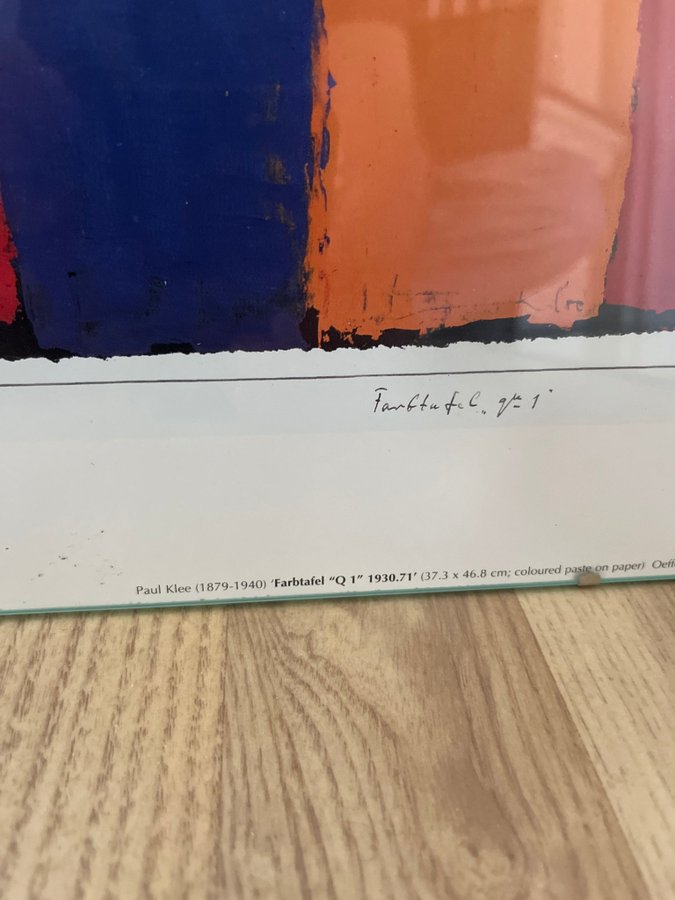 Farbtafel „qu 1"
Paul Klee (1879-1940) ‘Farbtafel “Q 1” 1930.71’ (37.3 x 46.8 cm; coloured paste on paper)